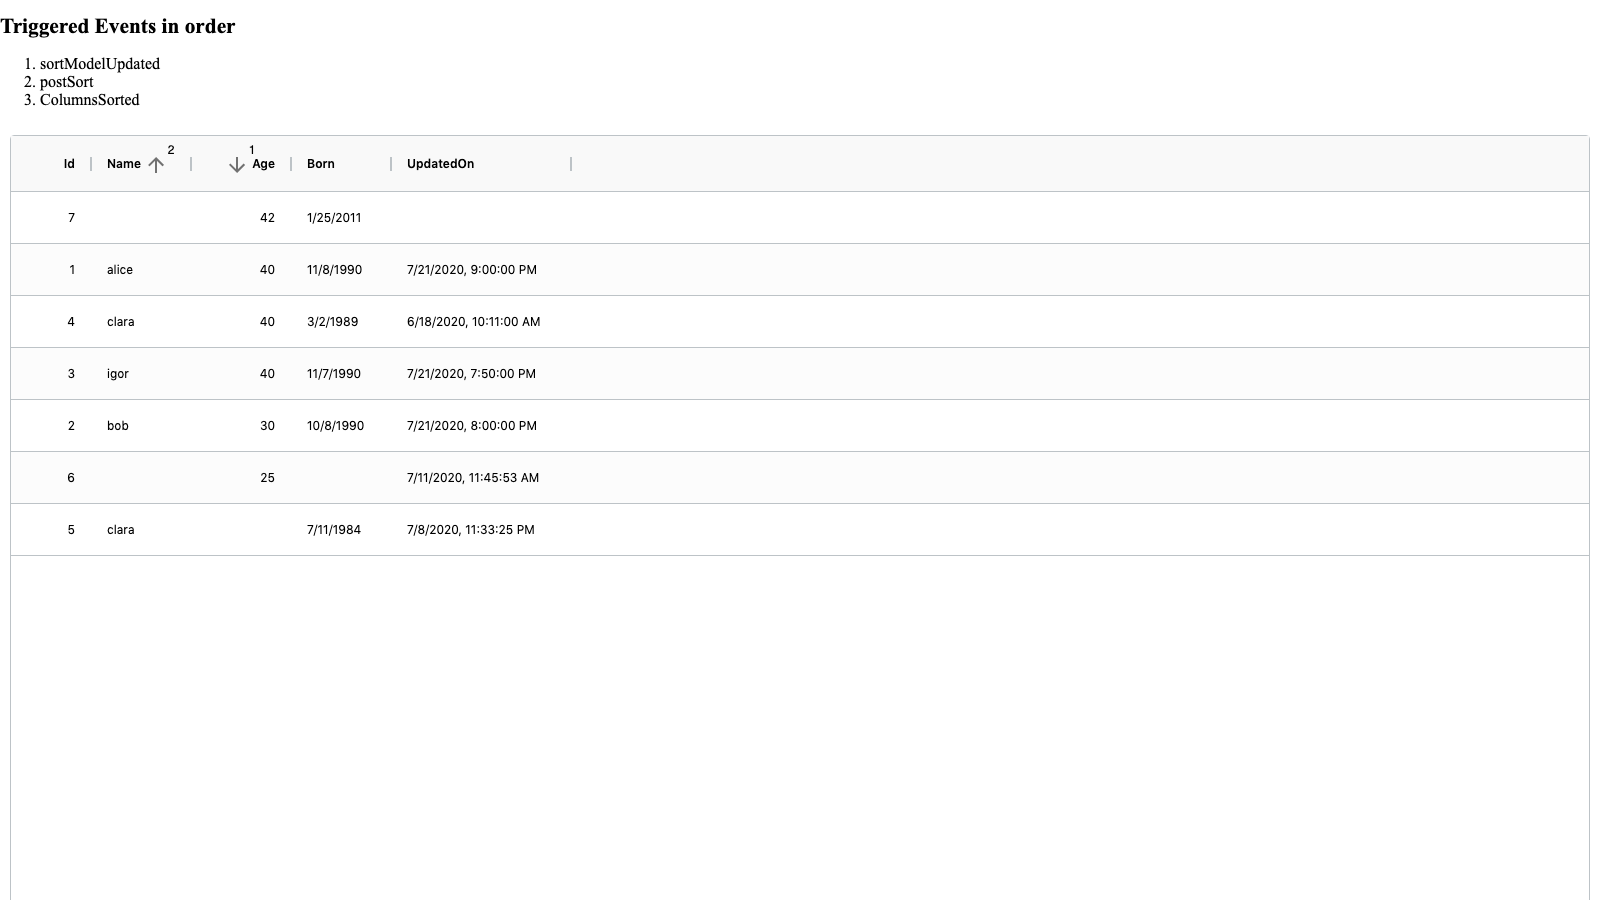 Triggered Events in order
1. sortModelUpdated
2. postSort
3. ColumnsSorted
Id Name 2 1 Age Born UpdatedOn
7 42 1/25/2011
1 alice 40 11/8/1990 7/21/2020, 9:00:00 PM
4 clara 40 3/2/1989 6/18/2020, 10:11:00 AM
3 igor 40 11/7/1990 7/21/2020, 7:50:00 PM
2 bob 30 10/8/1990 7/21/2020, 8:00:00 PM
6 25 7/11/2020, 11:45:53 AM
5 clara 7/11/1984 7/8/2020, 11:33:25 PM